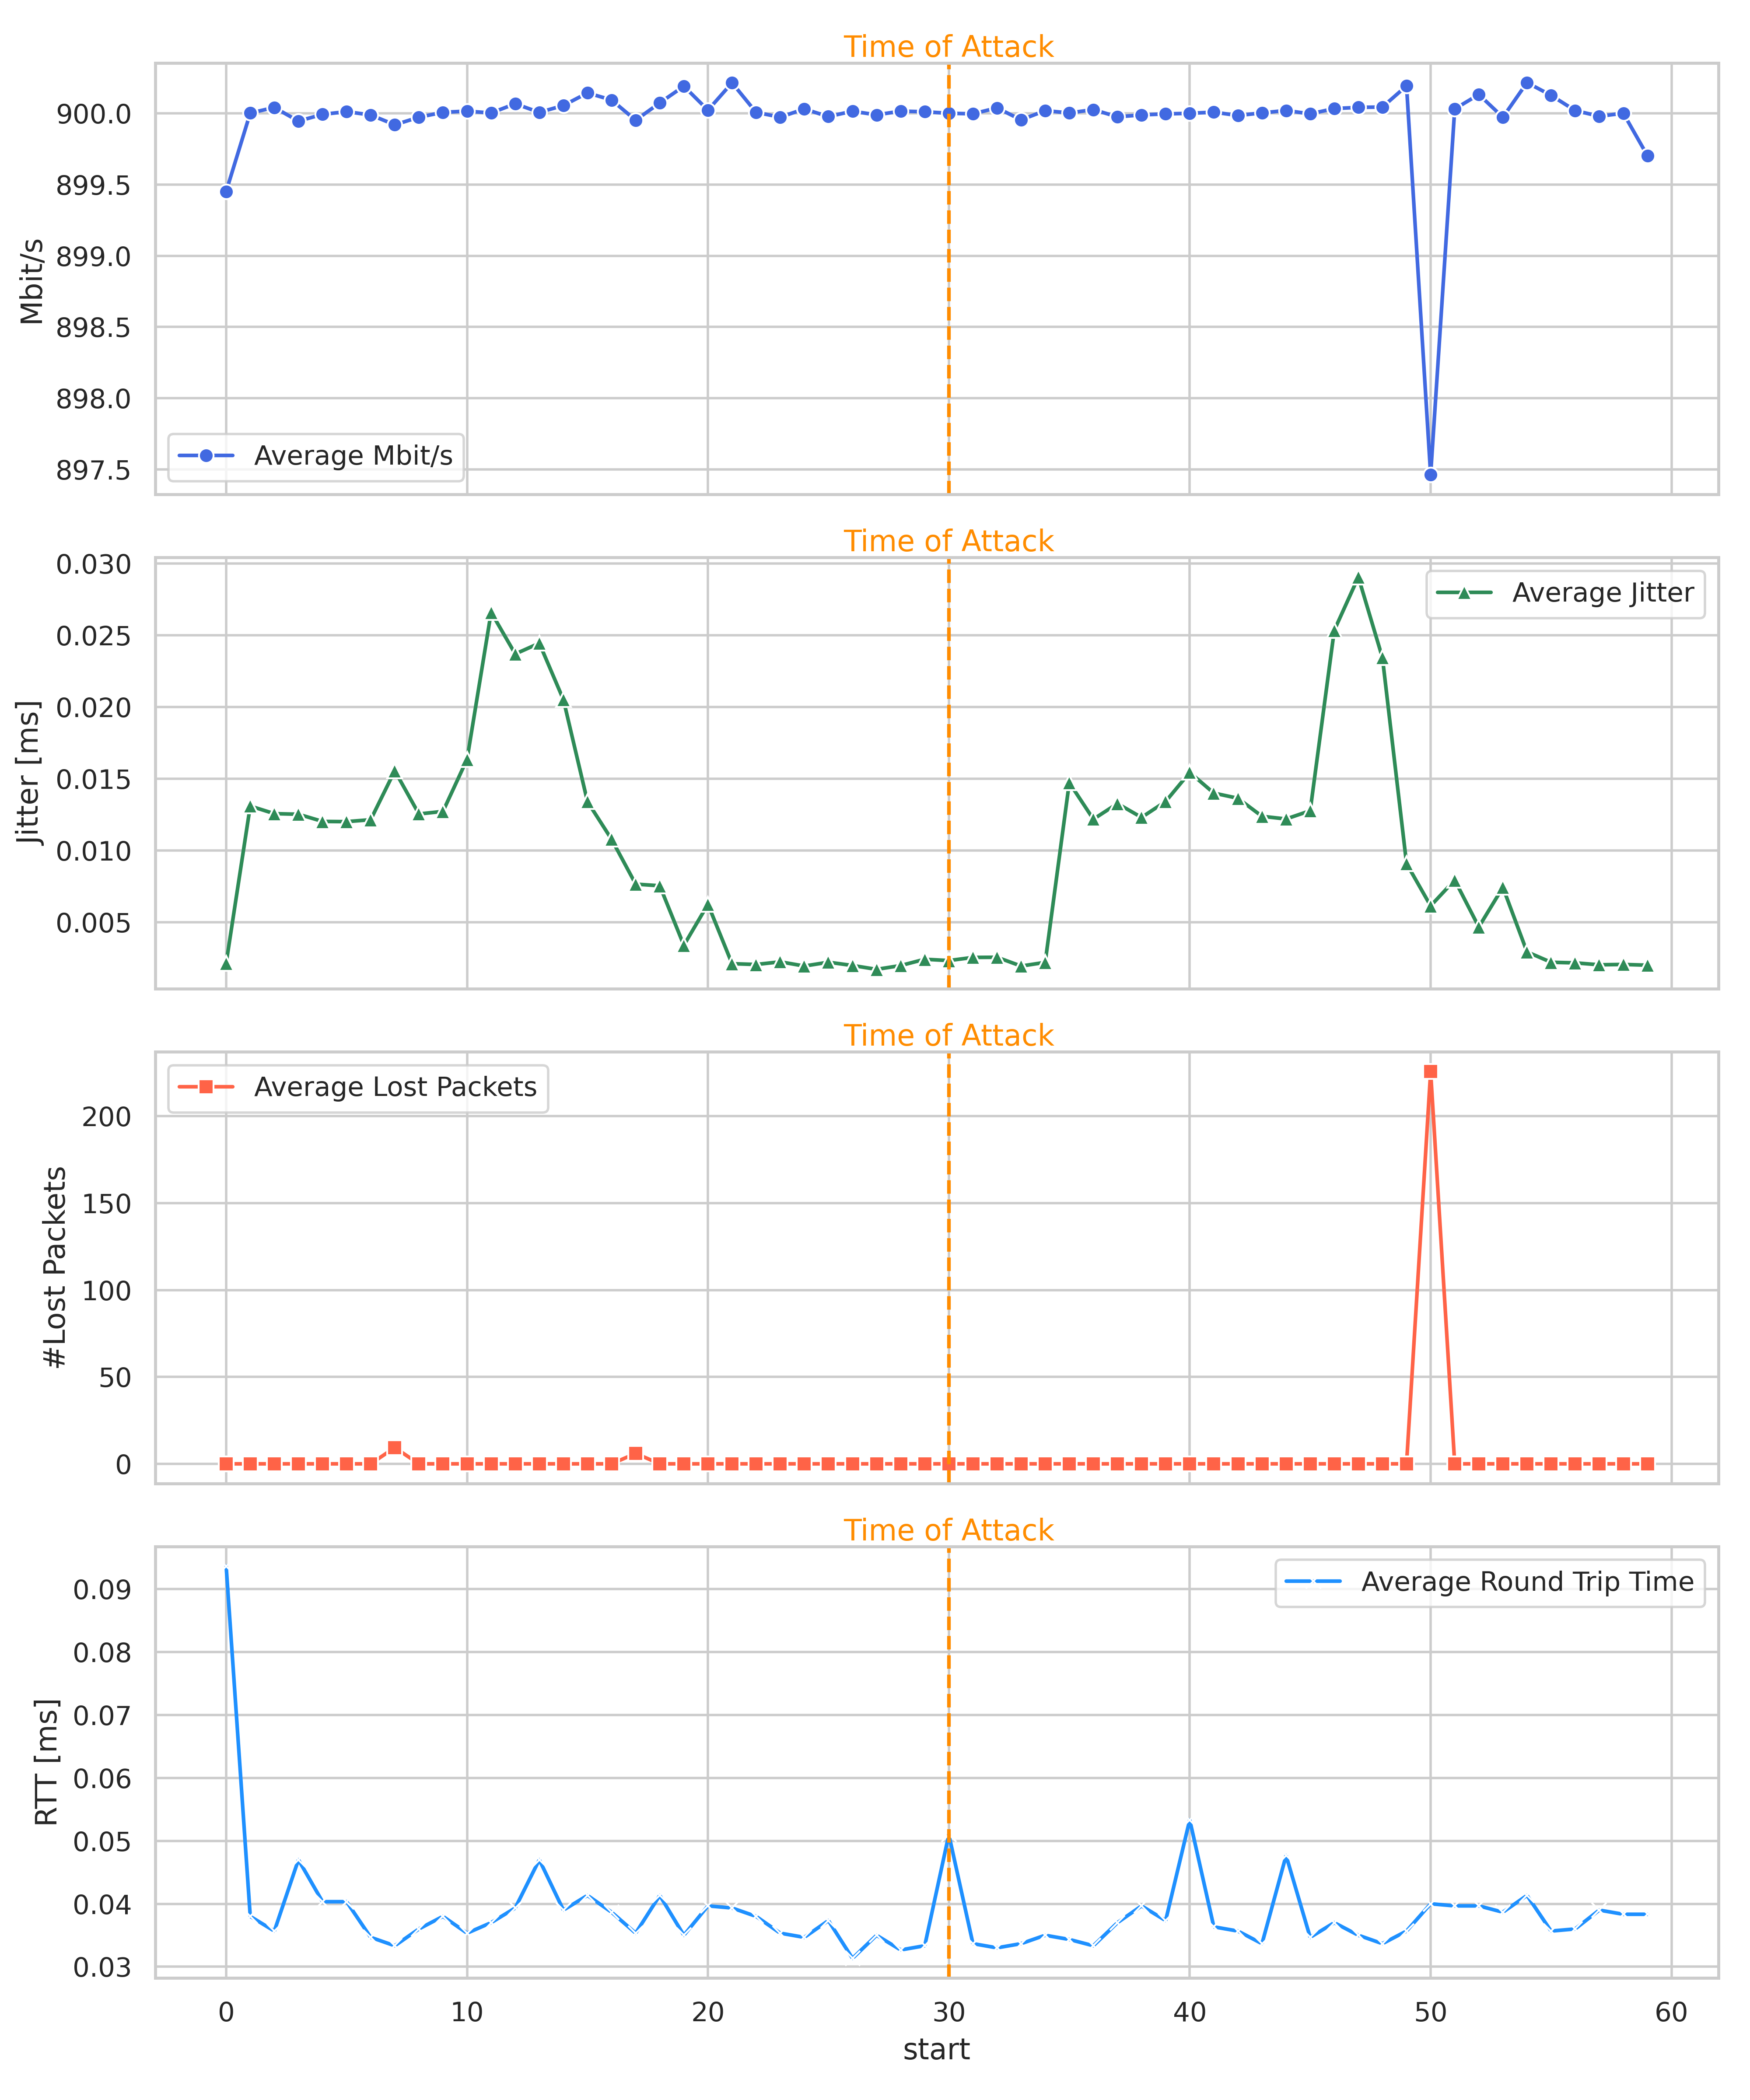 Time of Attack
900.0
899.5
899.0
898.5
898.0
897.5
Mbit/s
Average Mbit/s
Time of Attack
0.030
0.025
0.020
0.015
0.010
0.005
Jitter [ms]
Average Jitter
Time of Attack
200
150
100
50
0
#Lost Packets
Average Lost Packets
Time of Attack
0.09
0.08
0.07
0.06
0.05
0.04
0.03
RTT [ms]
Average Round Trip Time
0 10 20 30 40 50 60
start